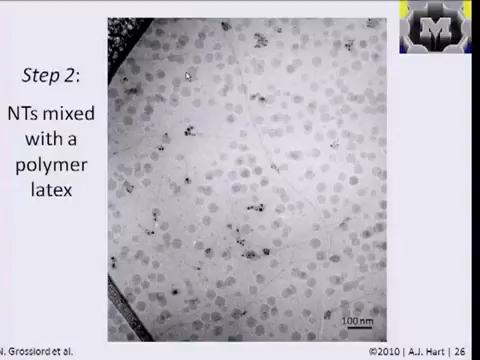 Step 2:
NTs mixed
with a
polymer
latex
M
100 nm
N. Grossiord et al.
©2010 | A.J. Hart | 26